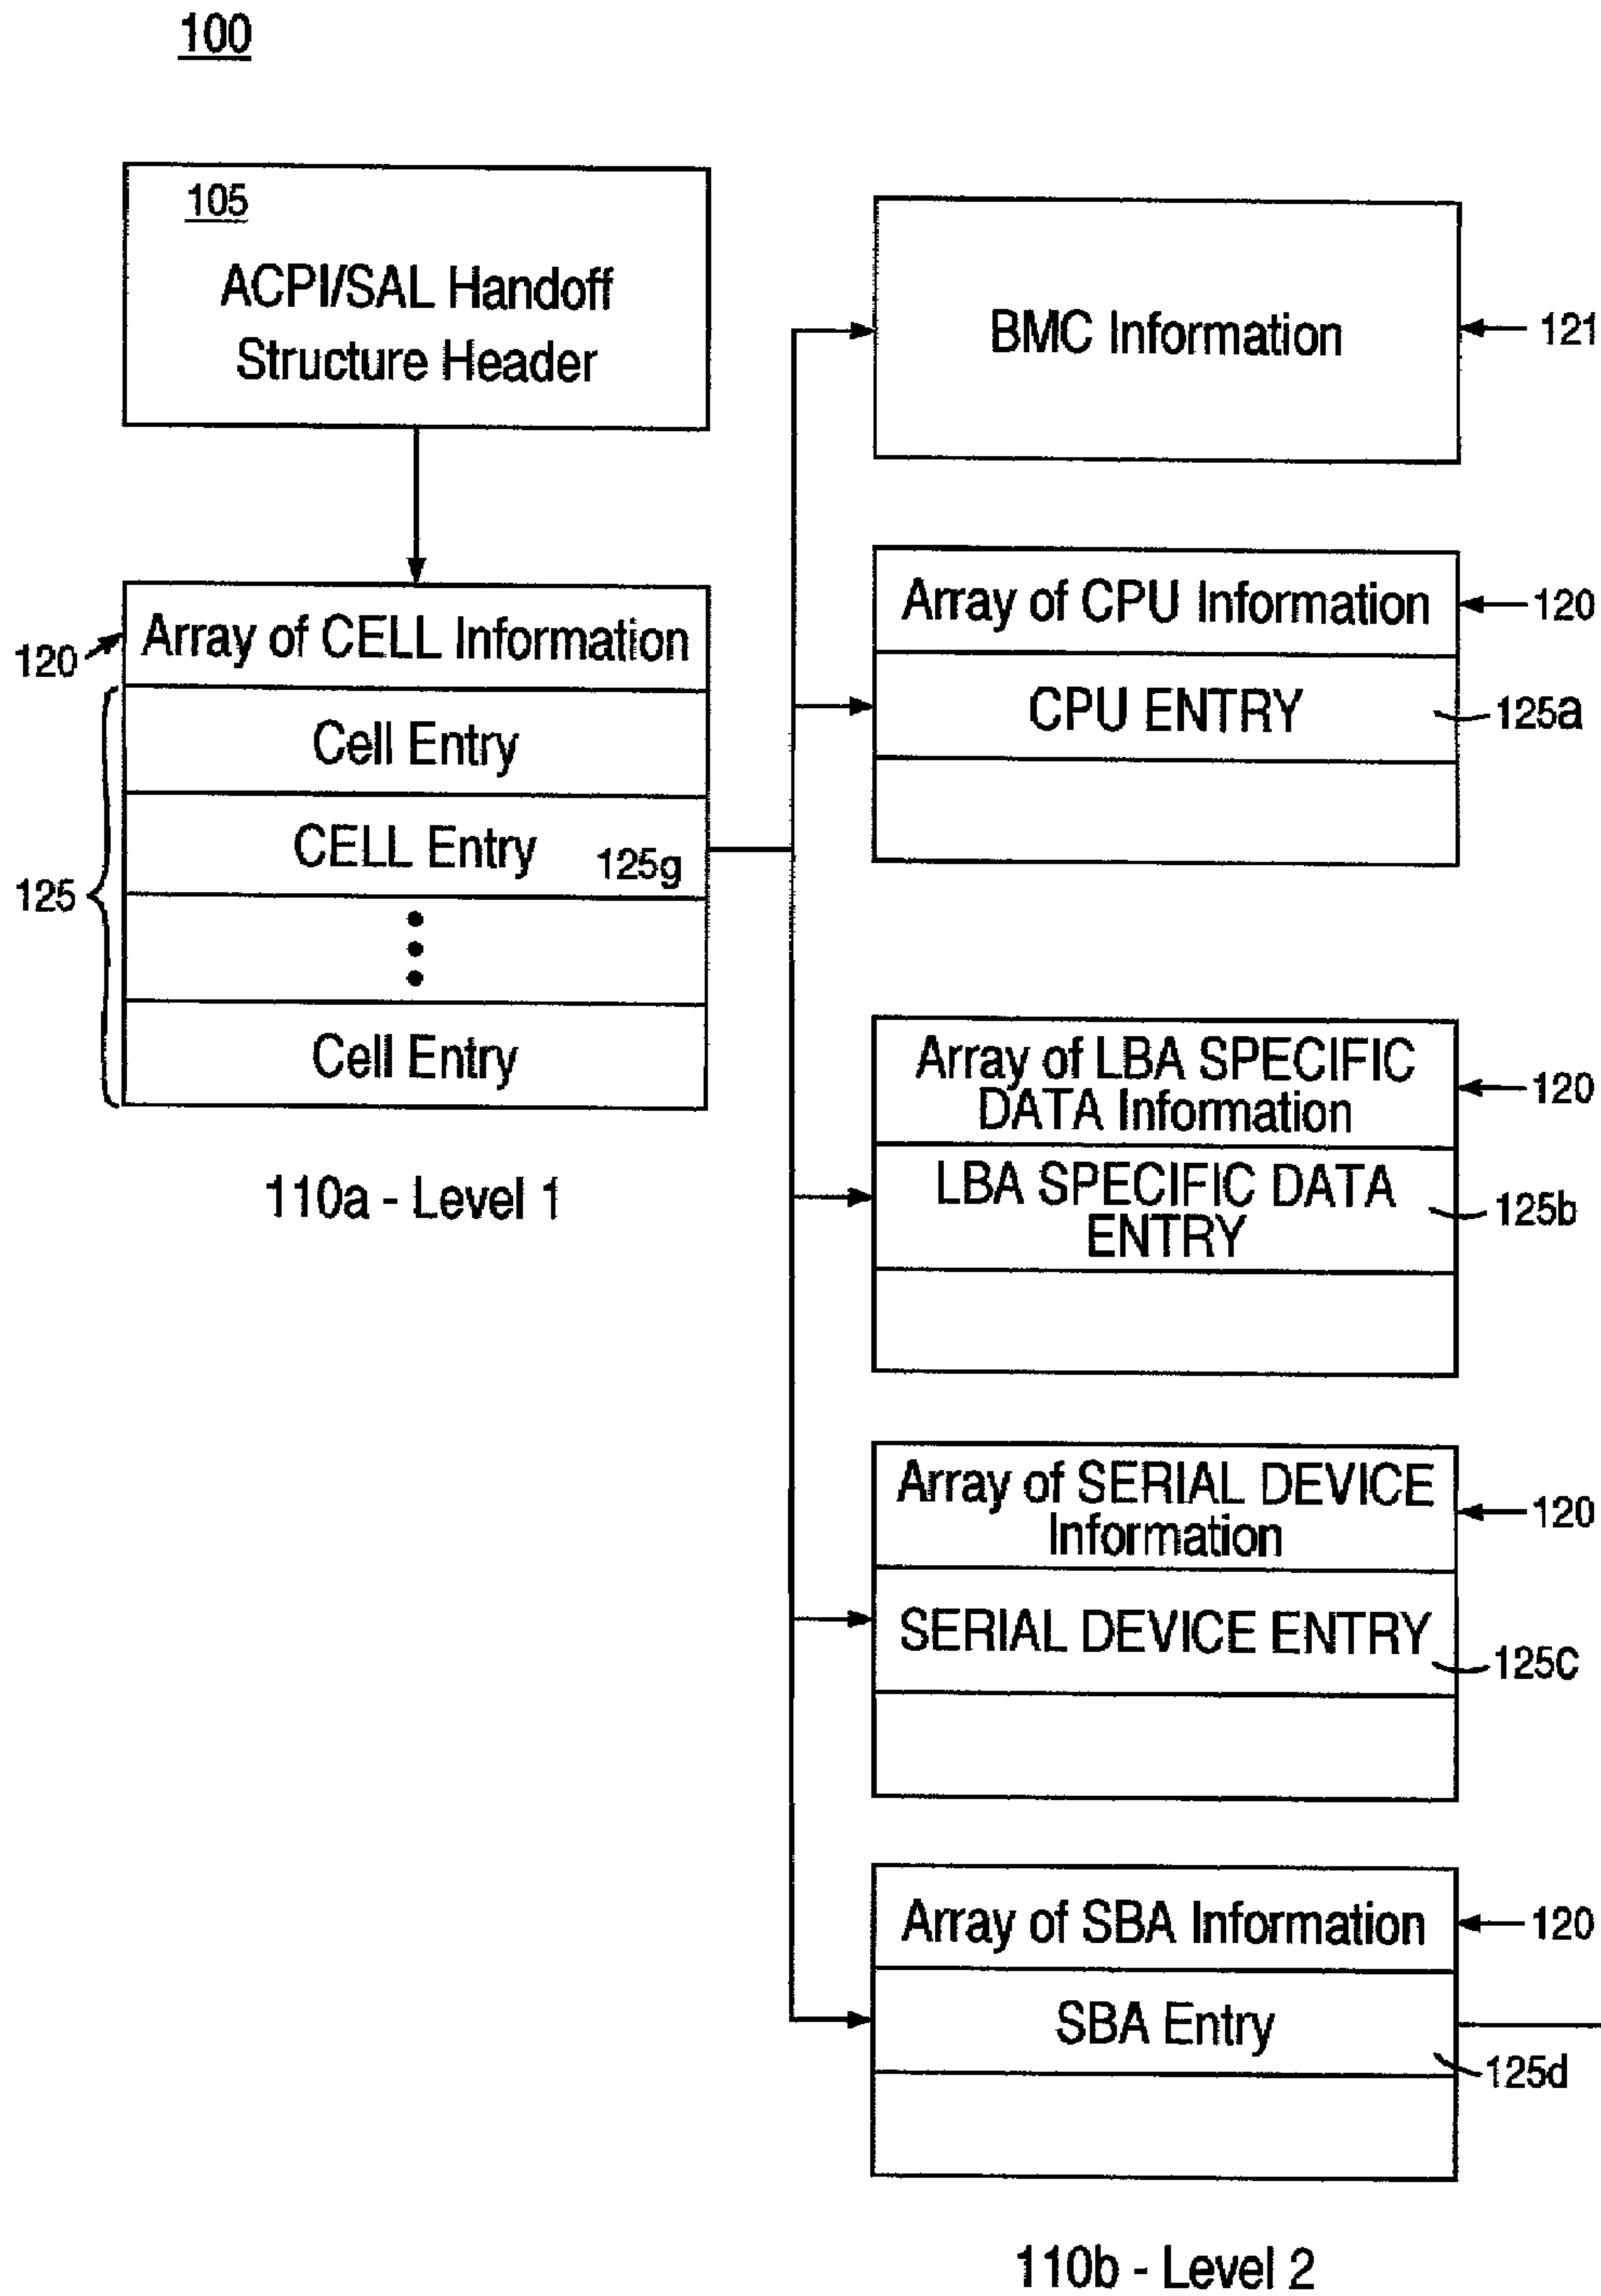 100
105
ACPI/SAL Handoff
Structure Header
120
Array of CELL Information
Cell Entry
CELL Entry
125g
125
Cell Entry
110a - Level 1
BMC Information
121
Array of CPU Information
120
CPU ENTRY
125a
Array of LBA SPECIFIC
DATA Information
120
LBA SPECIFIC DATA
ENTRY
125b
Array of SERIAL DEVICE
Information
120
SERIAL DEVICE ENTRY
125c
Array of SBA Information
120
SBA Entry
125d
110b - Level 2